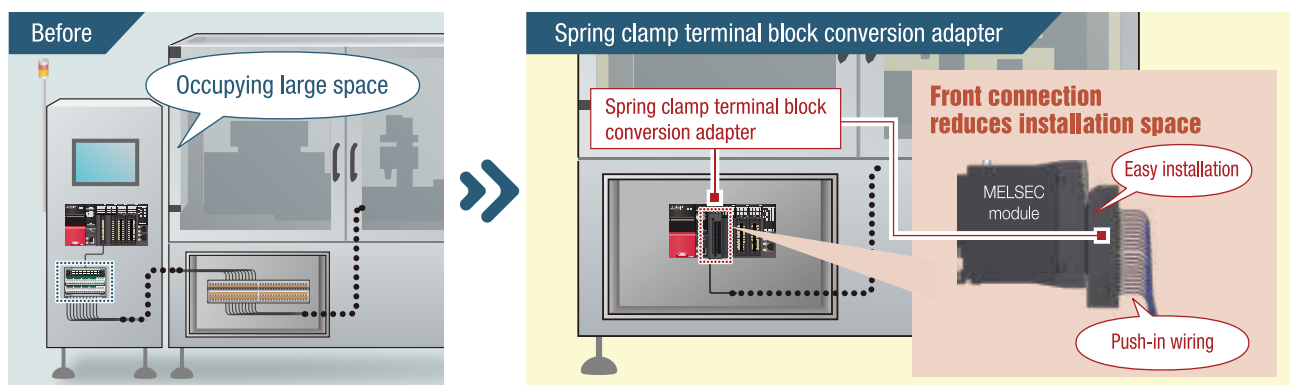 Before
Occupying large space
Spring clamp terminal block conversion adapter
Spring clamp terminal block
conversion adapter
Front connection
reduces installation space
Easy installation
MELSEC
module
Push-in wiring